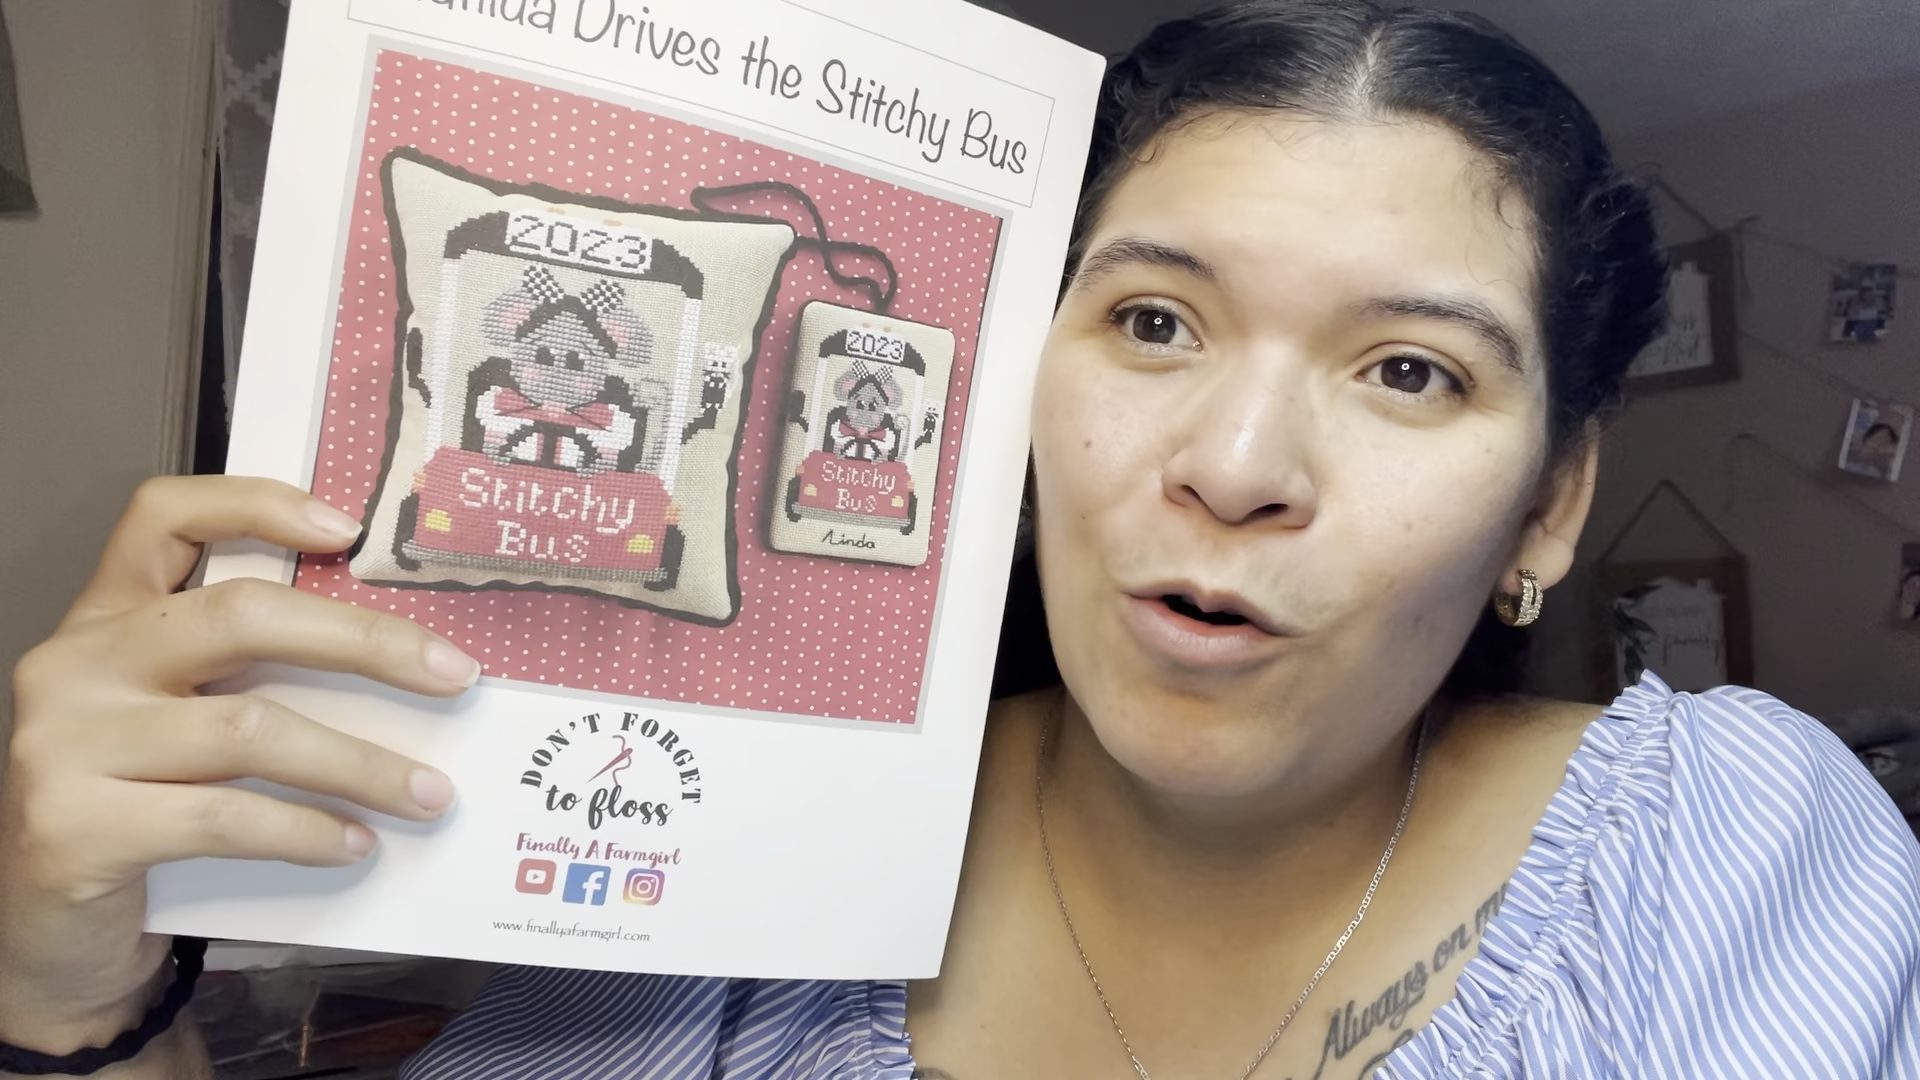 Drives the Stitchy Bus
2023
Stitchy
Bus
2023
Stitchy
Bus
Linda
DON'T FORGET
to floss
Finally A Farmgirl
www.finallyafarmgirl.com
Always on